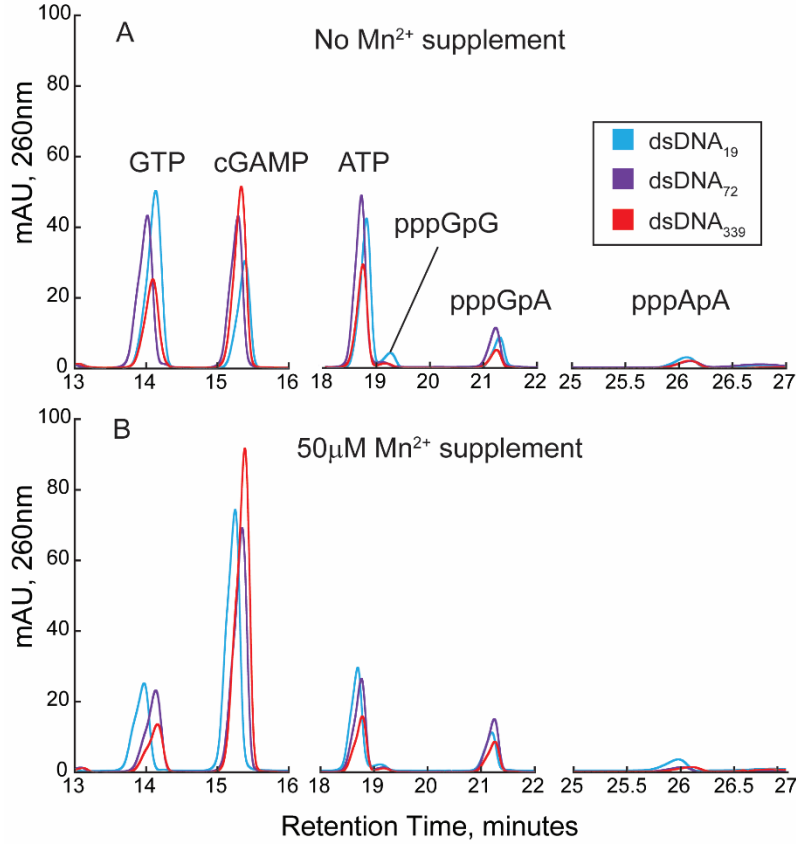 A
No Mn²⁺ supplement
100
80
60
40
20
0
mAU, 260nm
GTP
cGAMP
ATP
pppGpG
pppGpA
pppApA
dsDNA₁₉
dsDNA₇₂
dsDNA₃₃₉
13 14 15 16 18 19 20 21 22 25 25.5 26 26.5 27
B
50µM Mn²⁺ supplement
100
80
60
40
20
0
mAU, 260nm
13 14 15 16 18 19 20 21 22 25 25.5 26 26.5 27
Retention Time, minutes